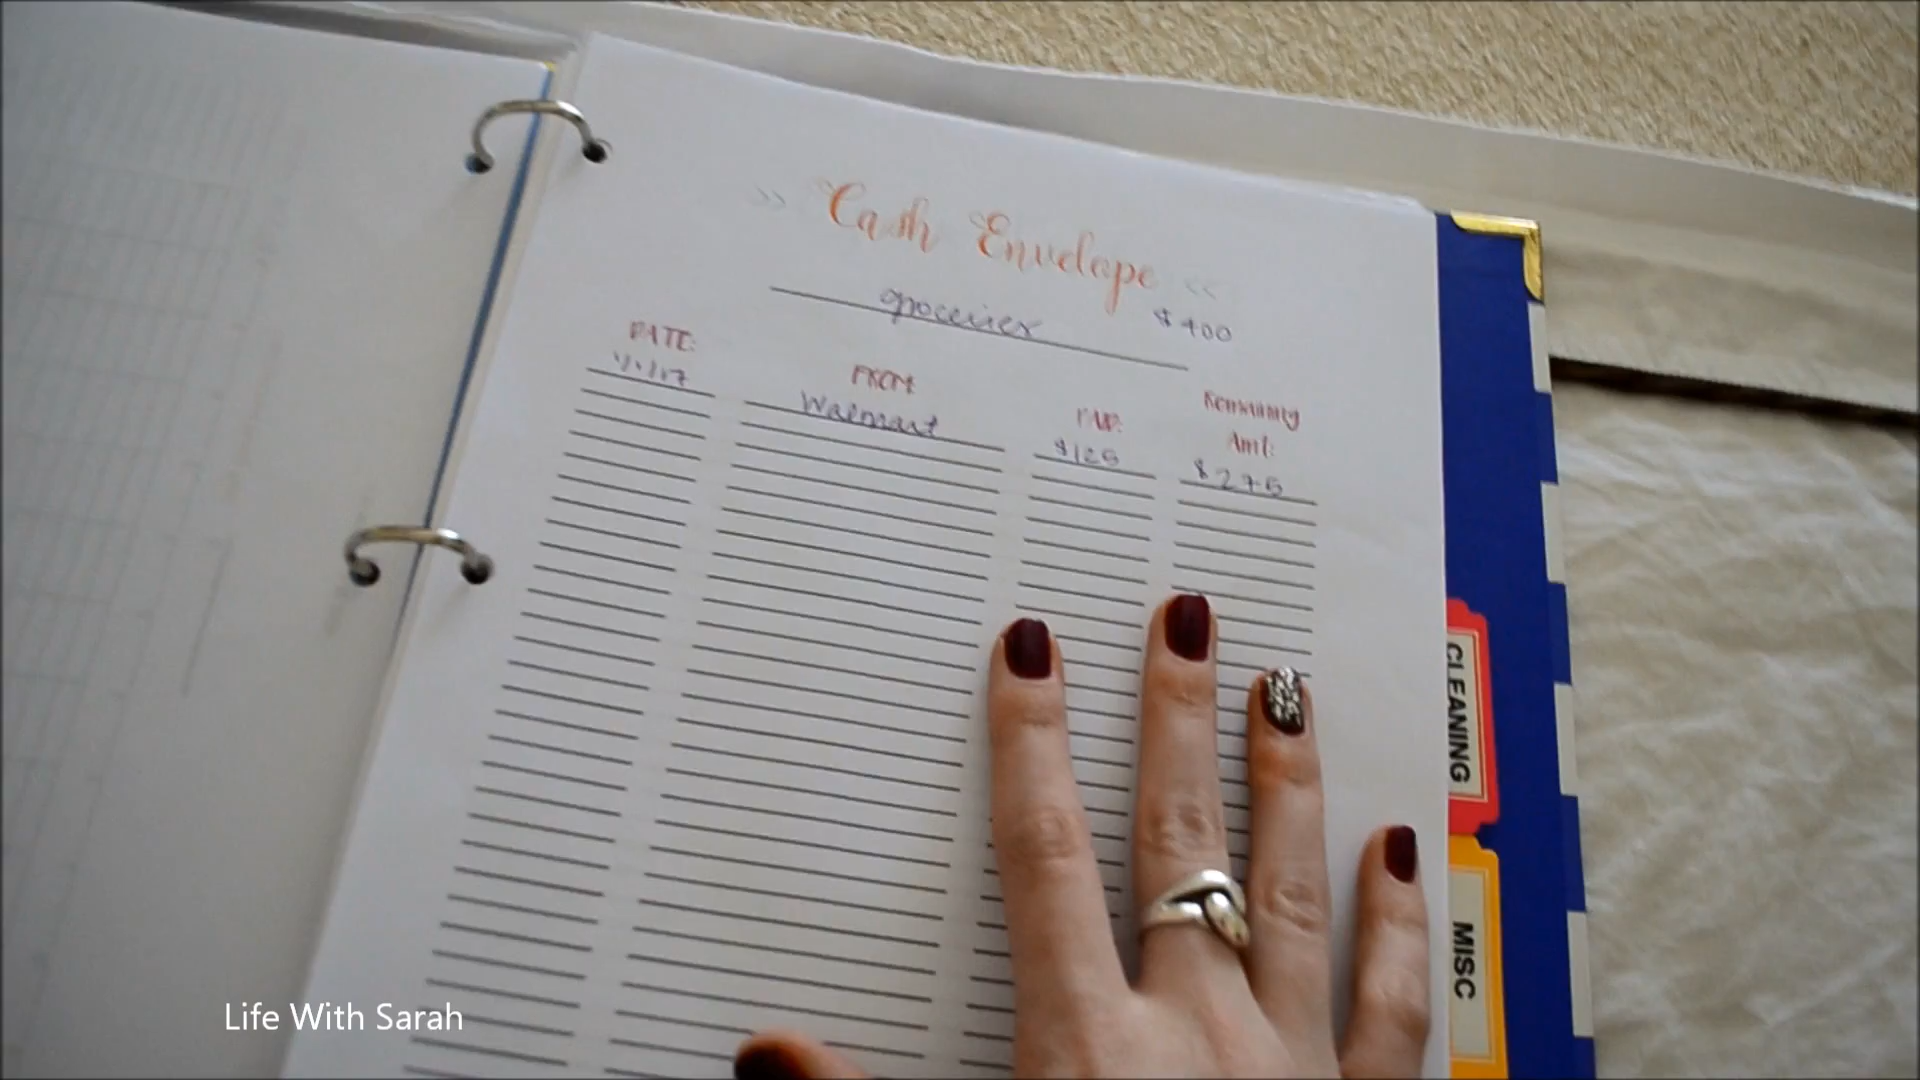 >> Cash Envelope <<
groceries $400
DATE: FROM: PAID: Remaining Amt:
1/1/17 Walmart $125 $275
CLEANING
MISC
Life With Sarah